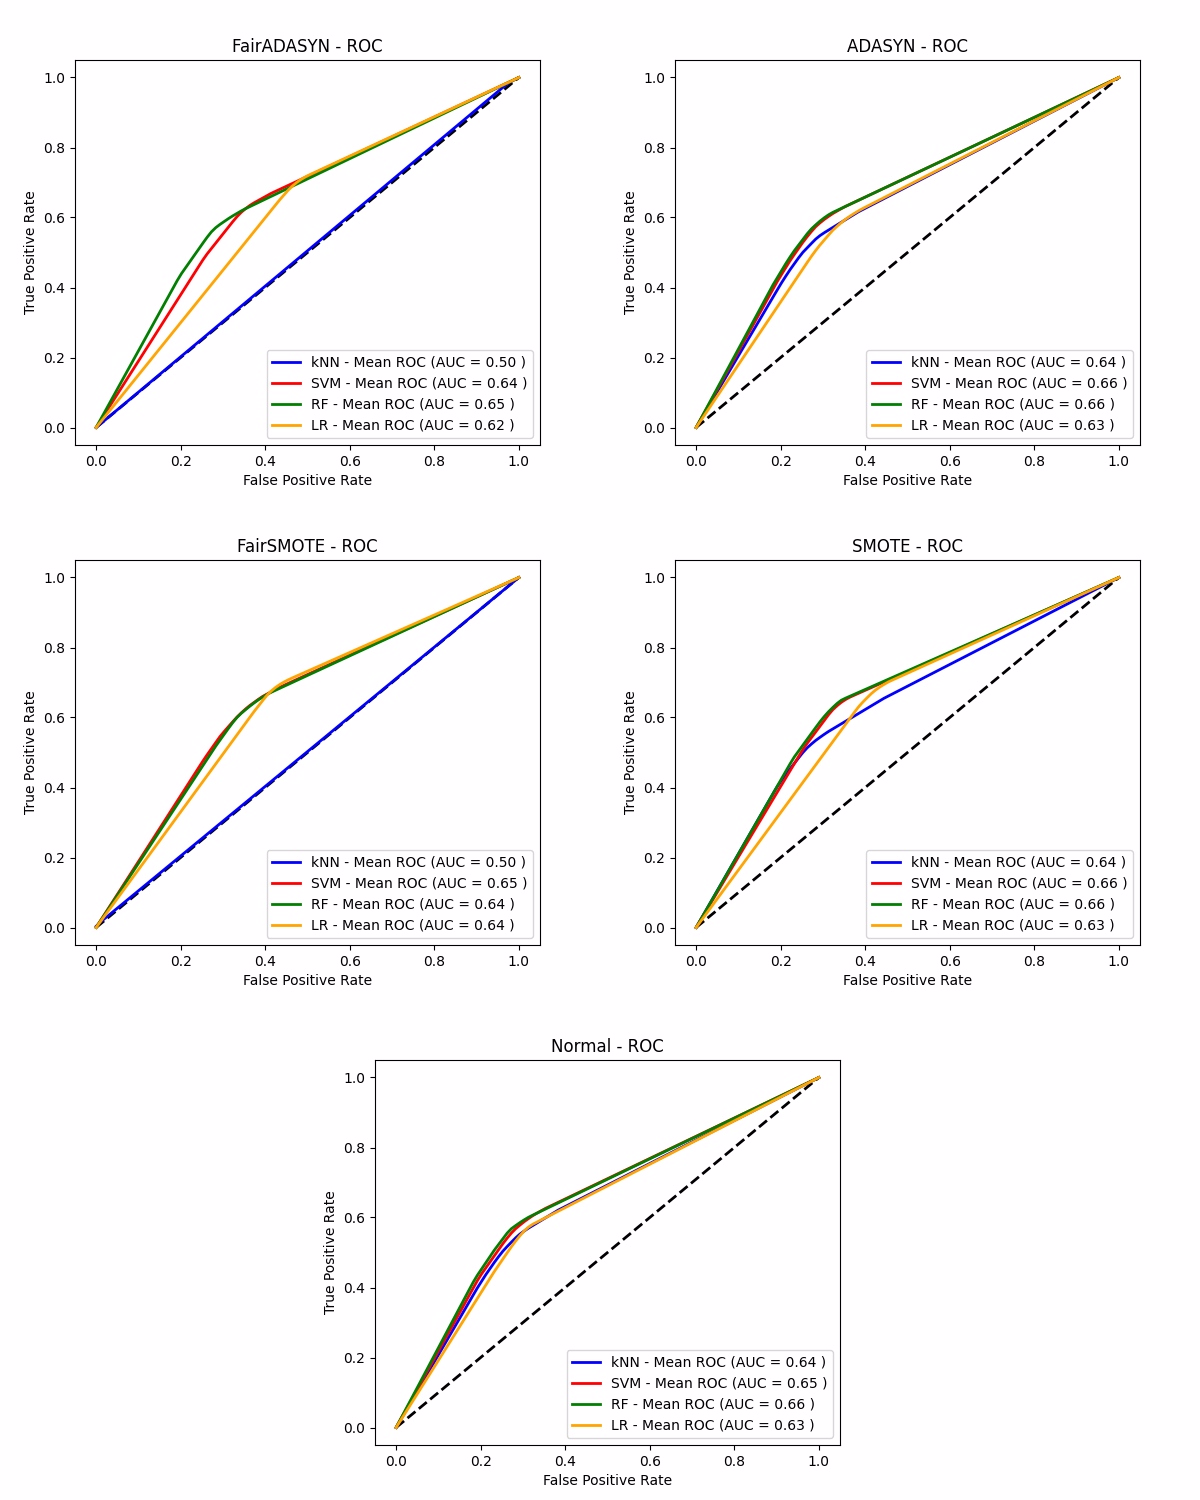 FairADASYN - ROC
True Positive Rate
1.0
0.8
0.6
0.4
0.2
0.0
kNN - Mean ROC (AUC = 0.50 )
SVM - Mean ROC (AUC = 0.64 )
RF - Mean ROC (AUC = 0.65 )
LR - Mean ROC (AUC = 0.62 )
0.0 0.2 0.4 0.6 0.8 1.0
False Positive Rate
ADASYN - ROC
True Positive Rate
1.0
0.8
0.6
0.4
0.2
0.0
kNN - Mean ROC (AUC = 0.64 )
SVM - Mean ROC (AUC = 0.66 )
RF - Mean ROC (AUC = 0.66 )
LR - Mean ROC (AUC = 0.63 )
0.0 0.2 0.4 0.6 0.8 1.0
False Positive Rate
FairSMOTE - ROC
True Positive Rate
1.0
0.8
0.6
0.4
0.2
0.0
kNN - Mean ROC (AUC = 0.50 )
SVM - Mean ROC (AUC = 0.65 )
RF - Mean ROC (AUC = 0.64 )
LR - Mean ROC (AUC = 0.64 )
0.0 0.2 0.4 0.6 0.8 1.0
False Positive Rate
SMOTE - ROC
True Positive Rate
1.0
0.8
0.6
0.4
0.2
0.0
kNN - Mean ROC (AUC = 0.64 )
SVM - Mean ROC (AUC = 0.66 )
RF - Mean ROC (AUC = 0.66 )
LR - Mean ROC (AUC = 0.63 )
0.0 0.2 0.4 0.6 0.8 1.0
False Positive Rate
Normal - ROC
True Positive Rate
1.0
0.8
0.6
0.4
0.2
0.0
kNN - Mean ROC (AUC = 0.64 )
SVM - Mean ROC (AUC = 0.65 )
RF - Mean ROC (AUC = 0.66 )
LR - Mean ROC (AUC = 0.63 )
0.0 0.2 0.4 0.6 0.8 1.0
False Positive Rate